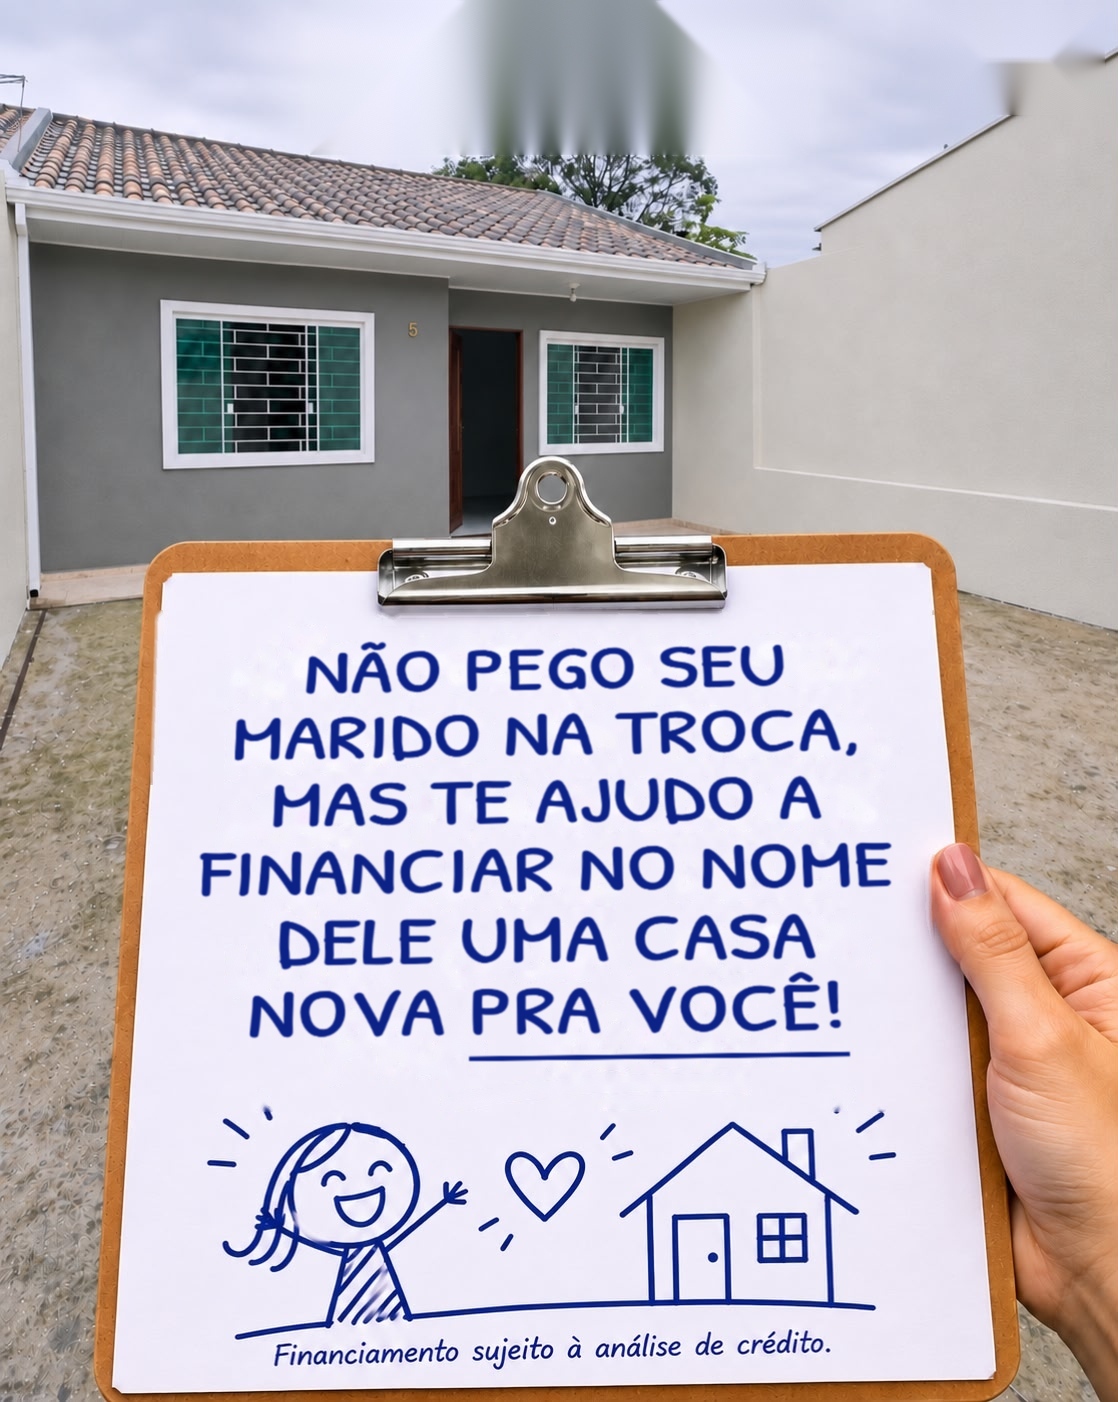 5
NÃO PEGO SEU
MARIDO NA TROCA,
MAS TE AJUDO A
FINANCIAR NO NOME
DELE UMA CASA
NOVA PRA VOCÊ!
Financiamento sujeito à análise de crédito.